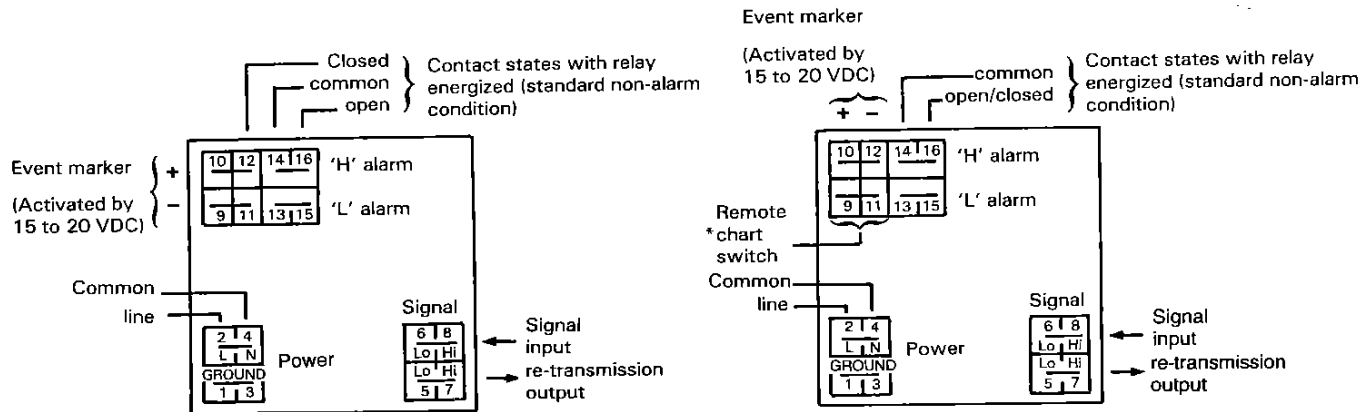 Closed
common
open
Contact states with relay
energized (standard non-alarm
condition)
Event marker
(Activated by
15 to 20 VDC)
+
−
10 12 14 16
'H' alarm
9 11 13 15
'L' alarm
Common
line
2 4
L N
GROUND
1 3
Power
Signal
6 8
Lo Hi
Lo Hi
5 7
Signal
input
re-transmission
output
Event marker
(Activated by
15 to 20 VDC)
+ −
common
open/closed
Contact states with relay
energized (standard non-alarm
condition)
10 12 14 16
'H' alarm
9 11 13 15
'L' alarm
Remote
*chart
switch
Common
line
2 4
L N
GROUND
1 3
Power
Signal
6 8
Lo Hi
Lo Hi
5 7
Signal
input
re-transmission
output